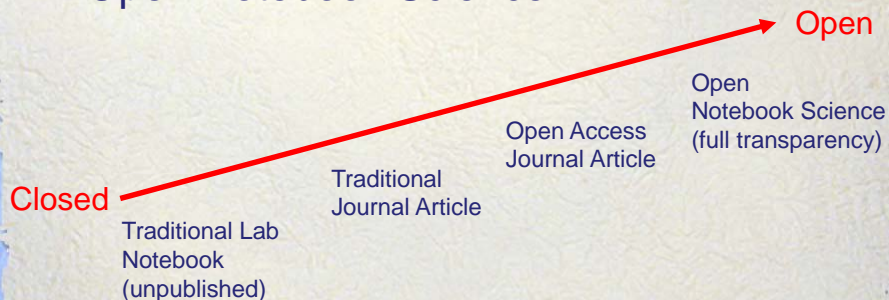 Open
Open
Notebook Science
(full transparency)
Open Access
Journal Article
Traditional
Journal Article
Closed
Traditional Lab
Notebook
(unpublished)